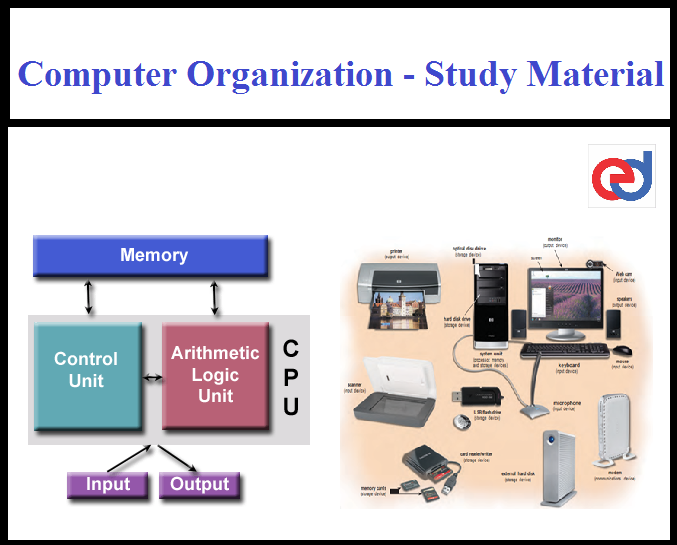 Computer Organization - Study Material
ed
Memory
Control
Unit
Arithmetic
Logic
Unit
C
P
U
Input
Output
printer
(output device)
optical disc drive
(storage device)
monitor
(output device)
screen
Web cam
(input device)
speakers
(output device)
hard disk drive
(storage device)
system unit
(processor, memory
and storage devices)
keyboard
(input device)
mouse
(input device)
scanner
(input device)
USB flash drive
(storage device)
microphone
(input device)
card reader/writer
(storage device)
memory cards
(storage device)
external hard disk
(storage device)
modem
(communications device)